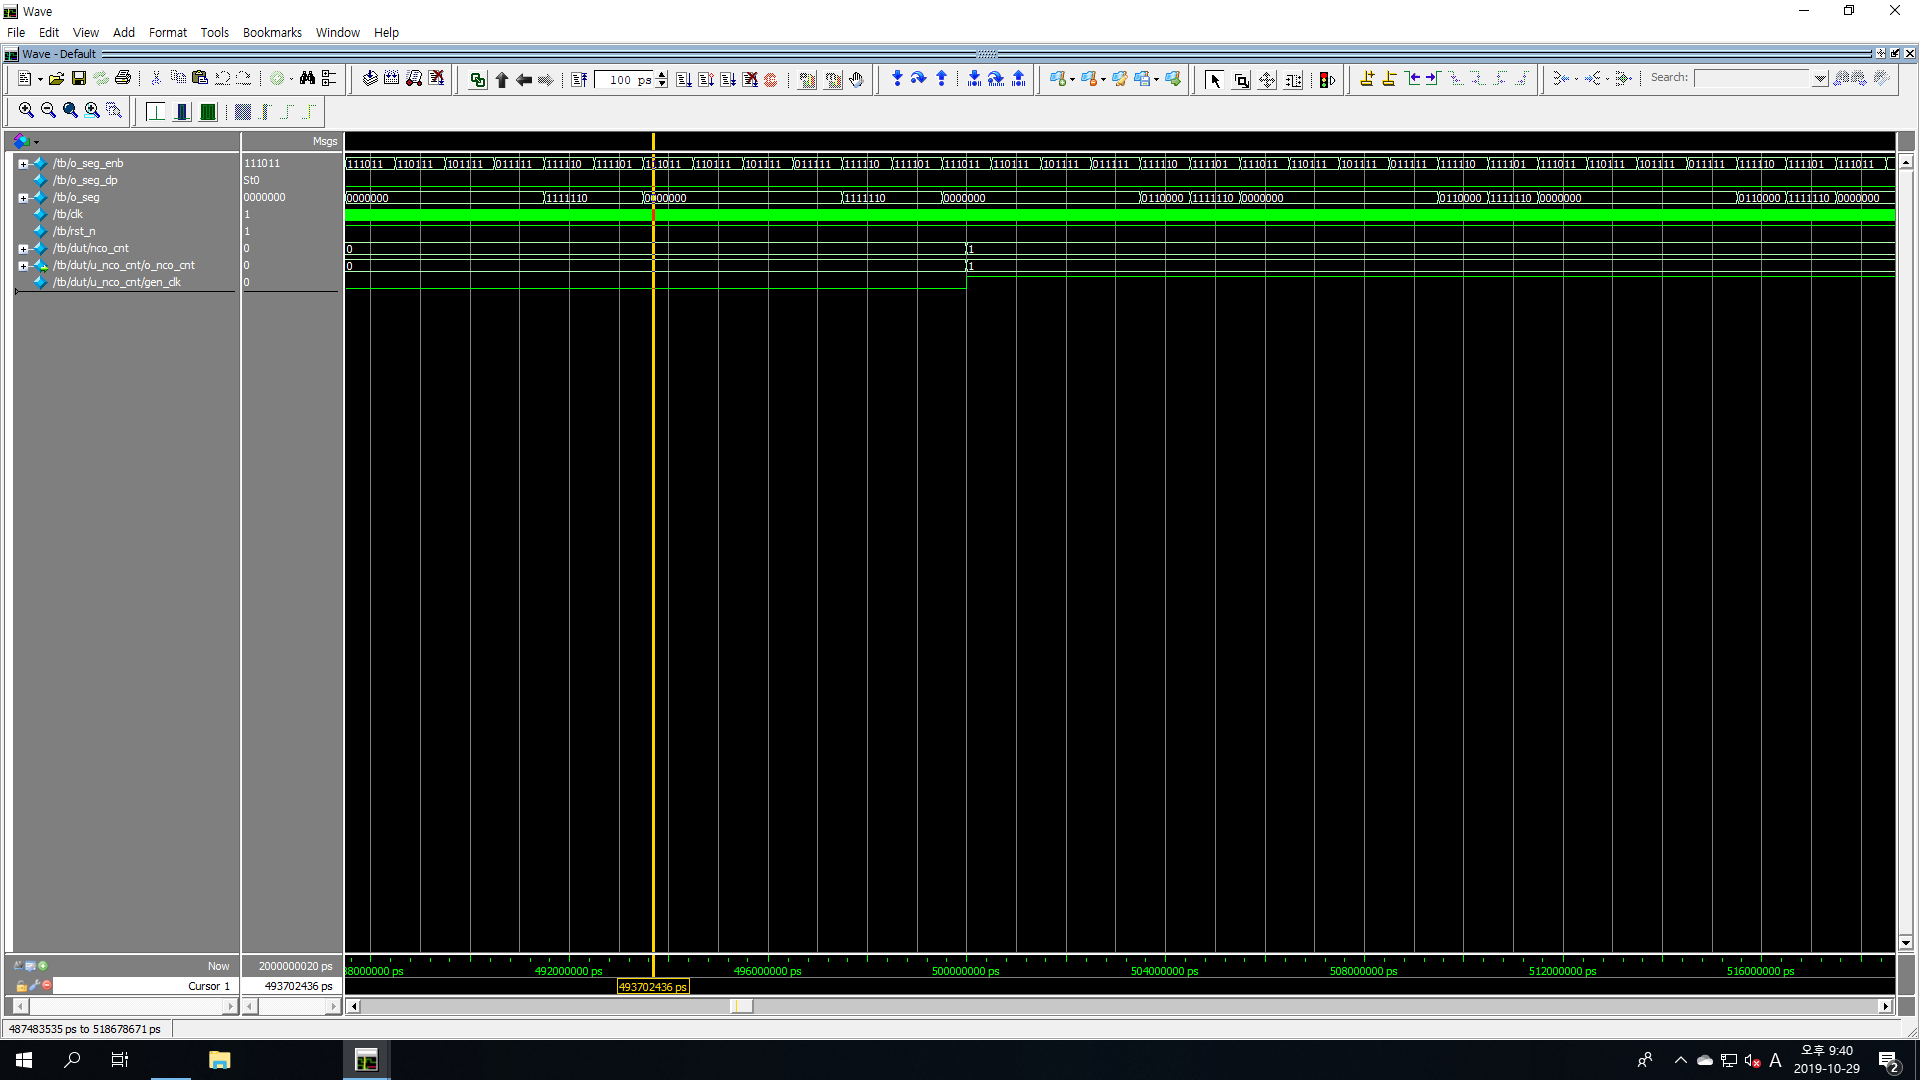 Wave
File Edit View Add Format Tools Bookmarks Window Help
Wave - Default
100 ps
Search:
Msgs
/tb/o_seg_enb 111011 111011 110111 101111 011111 111110 111101 111011 110111 101111 011111 111110 111101 111011 110111 101111 011111 111110 111101 111011 110111 101111 011111 111110 111101 111011 110111 101111 011111 111110 111101 111011
/tb/o_seg_dp St0
/tb/o_seg 0000000 0000000 1111110 0000000 1111110 0000000 0110000 1111110 0000000 0110000 1111110 0000000 0110000 1111110 0000000
/tb/clk 1
/tb/rst_n 1
/tb/dut/nco_cnt 0 0 1
/tb/dut/u_nco_cnt/o_nco_cnt 0 0 1
/tb/dut/u_nco_cnt/gen_clk 0
Now 2000000020 ps 38000000 ps 492000000 ps 496000000 ps 500000000 ps 504000000 ps 508000000 ps 512000000 ps 516000000 ps
Cursor 1 493702436 ps 493702436 ps
487483535 ps to 518678671 ps
A 오후 9:40
2019-10-29 2